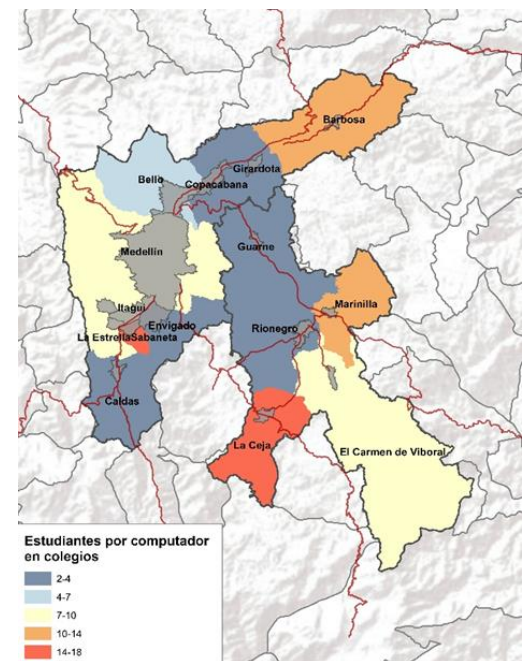 Barbosa
Girardota
Bello
Copacabana
Guarne
Medellín
Marinilla
Itagüi
Envigado
La Estrella Sabaneta
Rionegro
Caldas
La Ceja
El Carmen de Viboral
Estudiantes por computador
en colegios
2-4
4-7
7-10
10-14
14-18